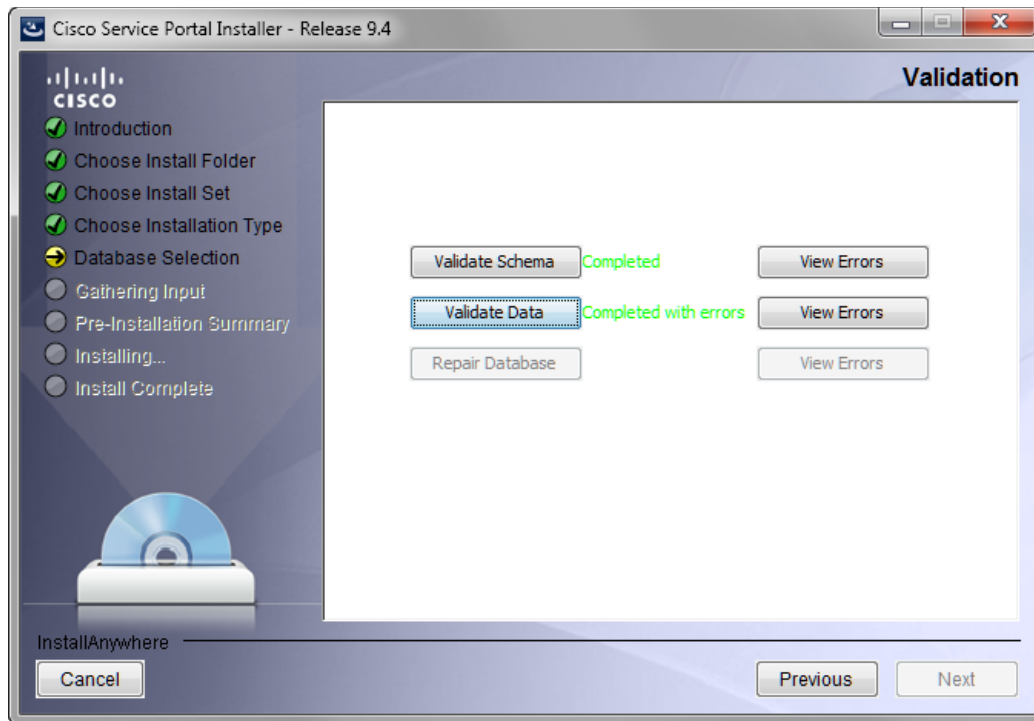 Cisco Service Portal Installer - Release 9.4
CISCO
Validation
Introduction
Choose Install Folder
Choose Install Set
Choose Installation Type
Database Selection
Gathering Input
Pre-Installation Summary
Installing...
Install Complete
Validate Schema Completed View Errors
Validate Data Completed with errors View Errors
Repair Database View Errors
InstallAnywhere
Cancel Previous Next